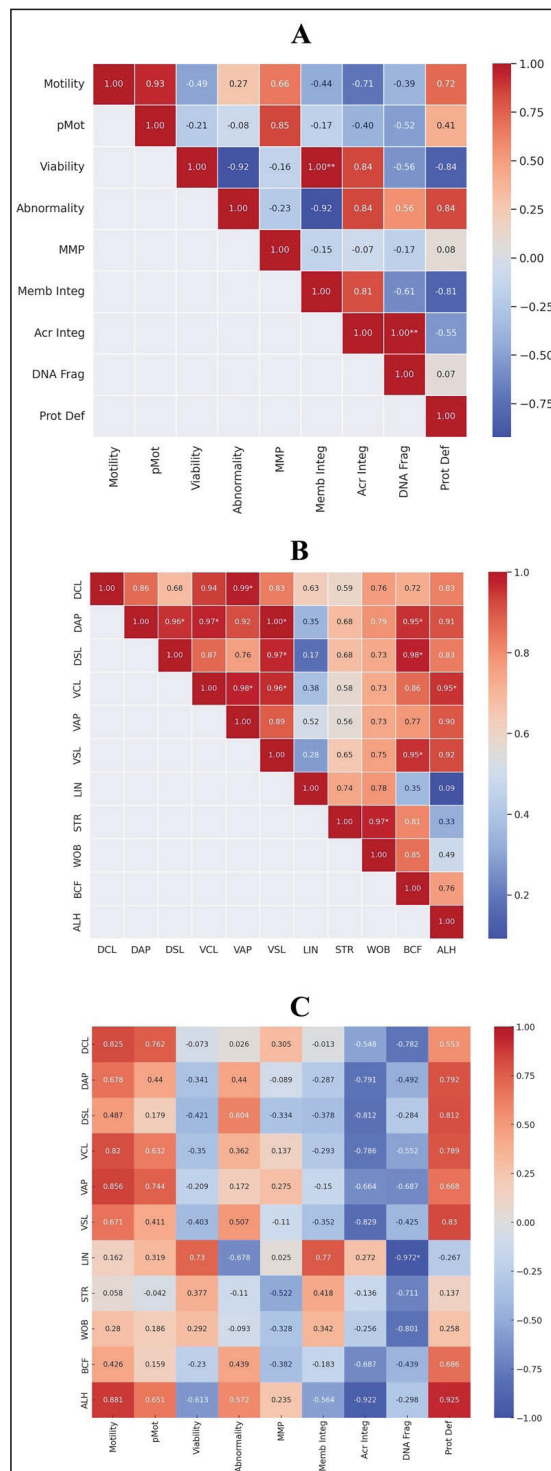 A
Motility 1.00 0.93 -0.49 0.27 0.66 -0.44 -0.71 -0.39 0.72 1.00
pMot 1.00 -0.21 -0.08 0.85 -0.17 -0.40 -0.52 0.41 0.75
Viability 1.00 -0.92 -0.16 1.00** 0.84 -0.56 -0.84 0.50
Abnormality 1.00 -0.23 -0.92 0.84 0.56 0.84 0.25
MMP 1.00 -0.15 -0.07 -0.17 0.08 0.00
Memb Integ 1.00 0.81 -0.61 -0.81 −0.25
Acr Integ 1.00 1.00** -0.55 −0.50
DNA Frag 1.00 0.07 −0.75
Prot Def 1.00
Motility pMot Viability Abnormality MMP Memb Integ Acr Integ DNA Frag Prot Def
B
DCL 1.00 0.86 0.68 0.94 0.99* 0.83 0.63 0.59 0.76 0.72 0.83 1.0
DAP 1.00 0.96* 0.97* 0.92 1.00* 0.35 0.68 0.79 0.95* 0.91
DSL 1.00 0.87 0.76 0.97* 0.17 0.68 0.73 0.98* 0.83
VCL 1.00 0.98* 0.96* 0.38 0.58 0.73 0.86 0.95* 0.8
VAP 1.00 0.89 0.52 0.56 0.73 0.77 0.90
VSL 1.00 0.28 0.65 0.75 0.95* 0.92 0.6
LIN 1.00 0.74 0.78 0.35 0.09
STR 1.00 0.97* 0.81 0.33 0.4
WOB 1.00 0.85 0.49
BCF 1.00 0.76 0.2
ALH 1.00
DCL DAP DSL VCL VAP VSL LIN STR WOB BCF ALH
C
DCL 0.825 0.762 -0.073 0.026 0.305 -0.013 -0.548 -0.782 0.553 1.00
DAP 0.678 0.44 -0.341 0.44 -0.089 -0.287 -0.791 -0.492 0.792 0.75
DSL 0.487 0.179 -0.421 0.604 -0.334 -0.378 -0.812 -0.284 0.812
VCL 0.82 0.632 -0.35 0.362 0.137 -0.293 -0.786 -0.552 0.789 0.50
VAP 0.856 0.744 -0.209 0.172 0.275 -0.15 -0.664 -0.687 0.668 0.25
VSL 0.671 0.411 -0.403 0.507 -0.11 -0.352 -0.829 -0.425 0.83 0.00
LIN 0.162 0.319 0.73 -0.678 0.025 0.77 0.272 -0.972* -0.267 −0.25
STR 0.058 -0.042 0.377 -0.11 -0.522 0.418 -0.136 -0.711 0.137
WOB 0.28 0.186 0.292 -0.093 -0.328 0.342 -0.256 -0.801 0.258 −0.50
BCF 0.426 0.159 -0.23 0.439 -0.382 -0.183 -0.687 -0.439 0.686 −0.75
ALH 0.881 0.651 -0.613 0.572 0.235 -0.564 -0.922 -0.298 0.925 −1.00
Motility pMot Viability Abnormality MMP Memb Integ Acr Integ DNA Frag Prot Def